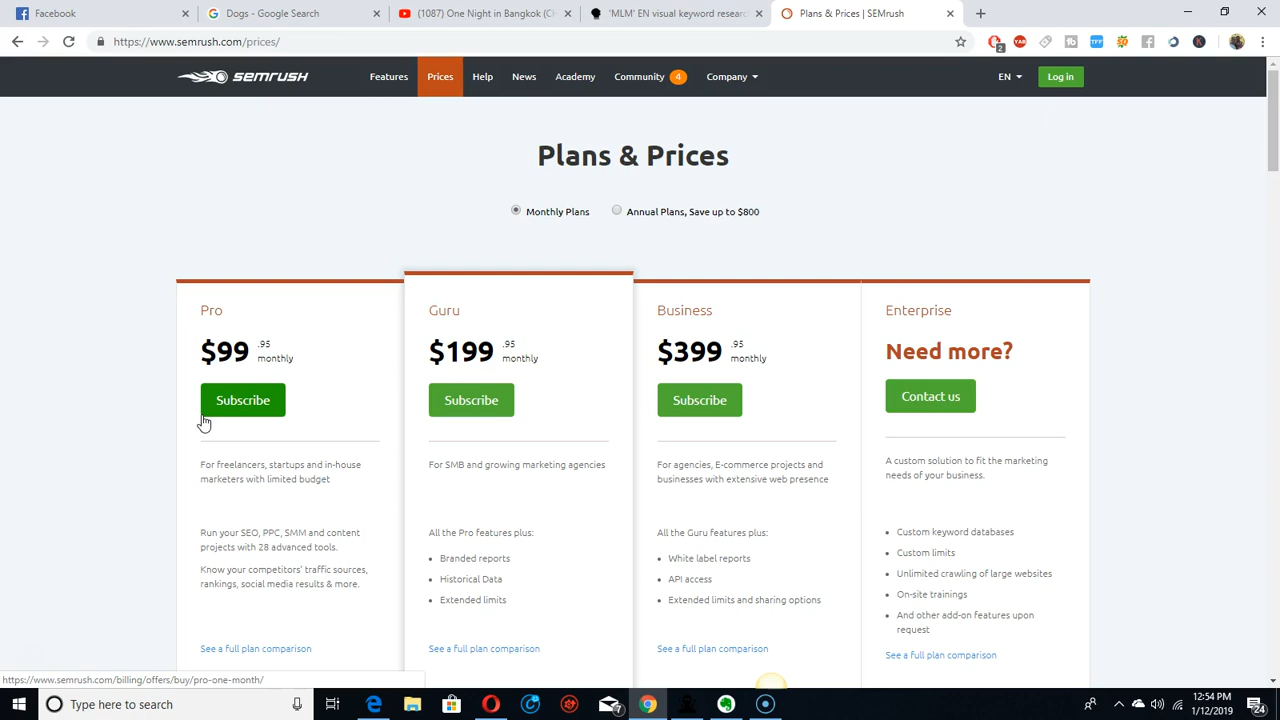 Facebook
Dogs - Google Search
(1087) One Night in Bangkok (Ch
'MLM' EN visual keyword resear
Plans & Prices | SEMrush
https://www.semrush.com/prices/
2
YAB
tb
TFF
K
semrush
Features
Prices
Help
News
Academy
Community 4
Company
EN
Log in
Plans & Prices
Monthly Plans
Annual Plans, Save up to $800
Pro
Guru
Business
Enterprise
$99 .95 monthly
$199 .95 monthly
$399 .95 monthly
Need more?
Subscribe
Subscribe
Subscribe
Contact us
For freelancers, startups and in-house
marketers with limited budget
Run your SEO, PPC, SMM and content
projects with 28 advanced tools.
Know your competitors' traffic sources,
rankings, social media results & more.
See a full plan comparison
For SMB and growing marketing agencies
All the Pro features plus:
• Branded reports
• Historical Data
• Extended limits
See a full plan comparison
For agencies, E-commerce projects and
businesses with extensive web presence
All the Guru features plus:
• White label reports
• API access
• Extended limits and sharing options
See a full plan comparison
A custom solution to fit the marketing
needs of your business.
• Custom keyword databases
• Custom limits
• Unlimited crawling of large websites
• On-site trainings
• And other add-on features upon
request
See a full plan comparison
https://www.semrush.com/billing/offers/buy/pro-one-month/
Type here to search
7
12:54 PM
1/12/2019
24